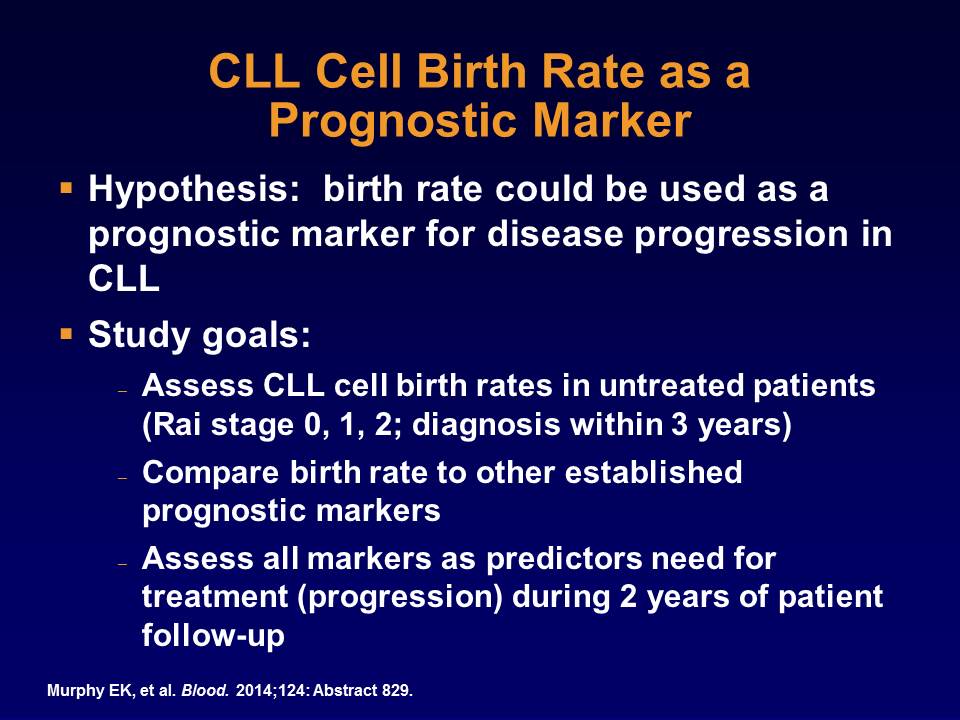 CLL Cell Birth Rate as a
Prognostic Marker
▪ Hypothesis:  birth rate could be used as a
prognostic marker for disease progression in
CLL
▪ Study goals:
– Assess CLL cell birth rates in untreated patients
(Rai stage 0, 1, 2; diagnosis within 3 years)
– Compare birth rate to other established
prognostic markers
– Assess all markers as predictors need for
treatment (progression) during 2 years of patient
follow-up
Murphy EK, et al. Blood. 2014;124: Abstract 829.